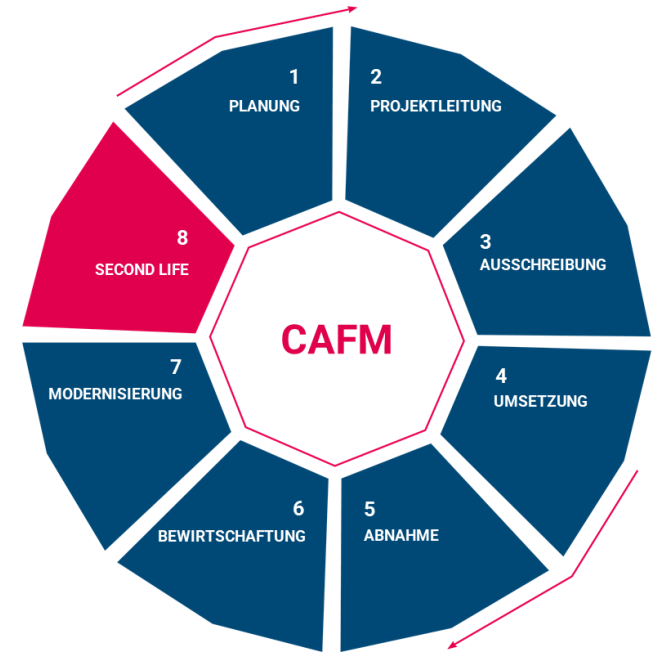 1
PLANUNG
2
PROJEKTLEITUNG
3
AUSSCHREIBUNG
4
UMSETZUNG
5
ABNAHME
6
BEWIRTSCHAFTUNG
7
MODERNISIERUNG
8
SECOND LIFE
CAFM